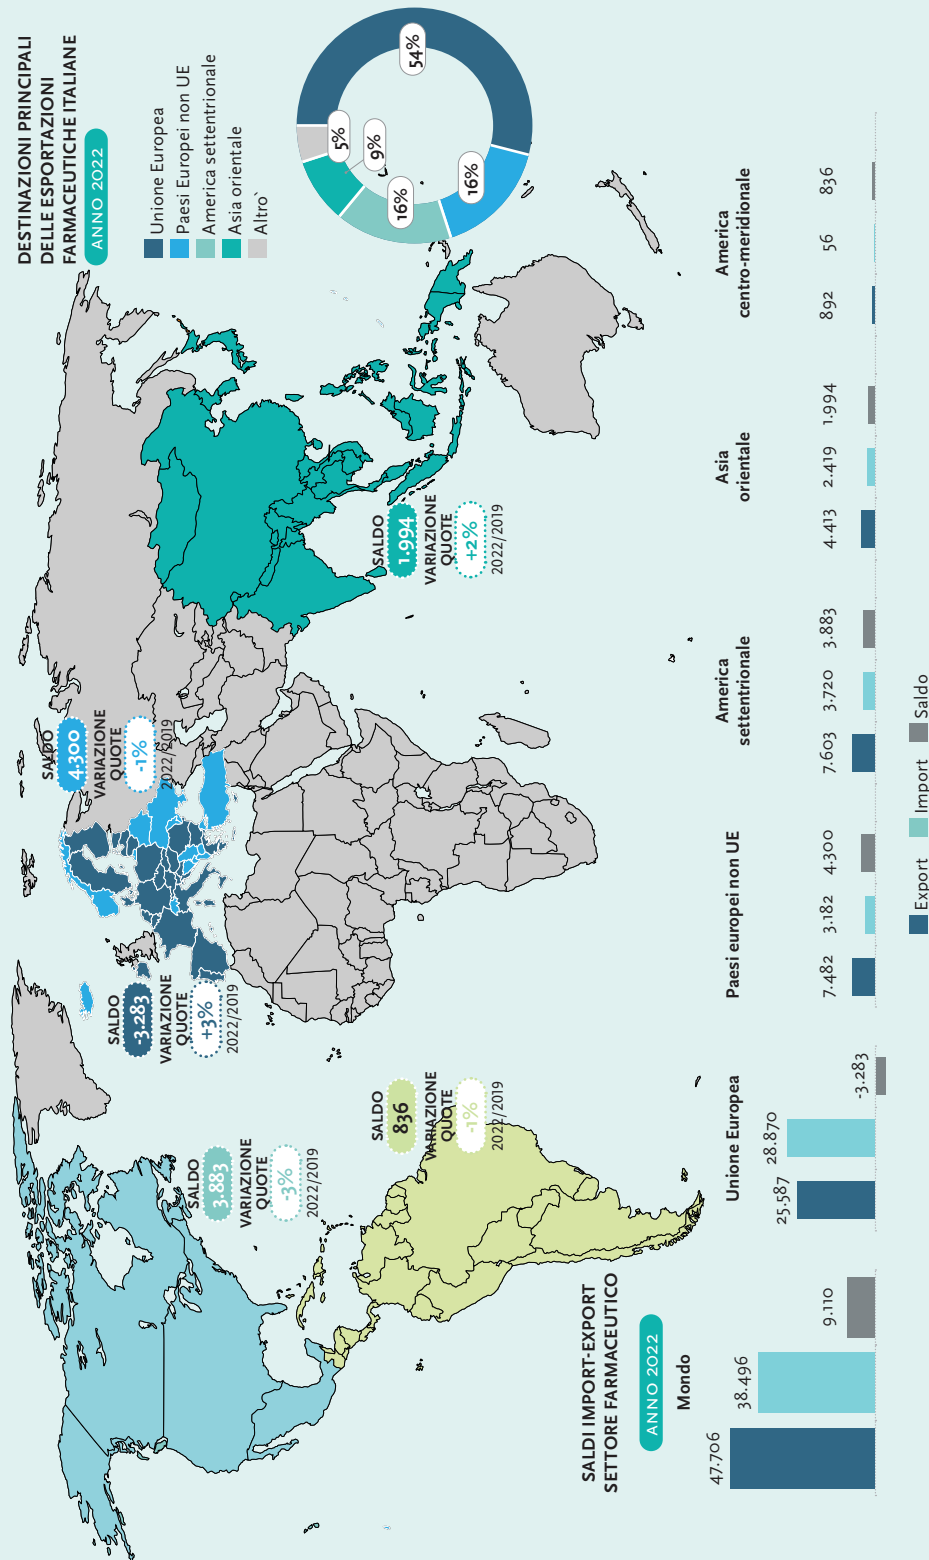 DESTINAZIONI PRINCIPALI
DELLE ESPORTAZIONI
FARMACEUTICHE ITALIANE
ANNO 2022
Unione Europea
Paesi Europei non UE
America settentrionale
Asia orientale
Altro`
54%
16%
16%
9%
5%
SALDO
4.300
VARIAZIONE
QUOTE
-1%
2022/2019
SALDO
-3.283
VARIAZIONE
QUOTE
+3%
2022/2019
SALDO
3.883
VARIAZIONE
QUOTE
-3%
2022/2019
SALDO
836
VARIAZIONE
QUOTE
-1%
2022/2019
SALDO
1.994
VARIAZIONE
QUOTE
+2%
2022/2019
SALDI IMPORT-EXPORT
SETTORE FARMACEUTICO
ANNO 2022
Mondo
47.706
38.496
9.110
Unione Europea
25.587
28.870
-3.283
Paesi europei non UE
7.482
3.182
4.300
America
settentrionale
7.603
3.720
3.883
Asia
orientale
4.413
2.419
1.994
America
centro-meridionale
892
56
836
Export
Import
Saldo